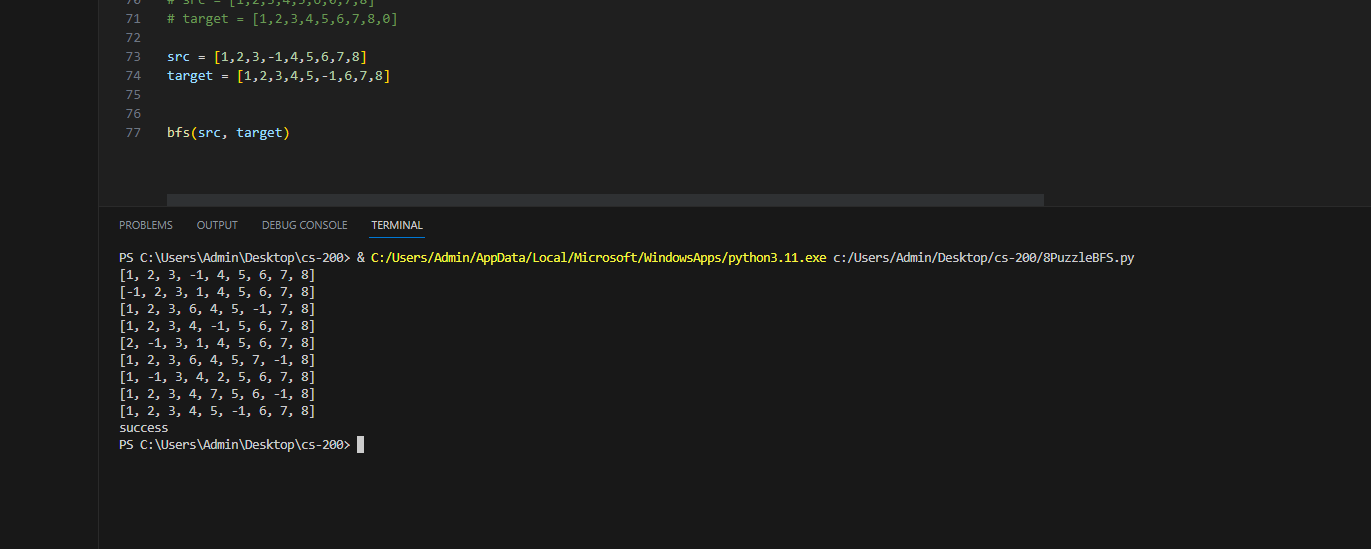 70 # src = [1,2,3,4,5,6,0,7,8]
71 # target = [1,2,3,4,5,6,7,8,0]
72
73 src = [1,2,3,-1,4,5,6,7,8]
74 target = [1,2,3,4,5,-1,6,7,8]
75
76
77 bfs(src, target)
PROBLEMS OUTPUT DEBUG CONSOLE TERMINAL
PS C:\Users\Admin\Desktop\cs-200> & C:/Users/Admin/AppData/Local/Microsoft/WindowsApps/python3.11.exe c:/Users/Admin/Desktop/cs-200/8PuzzleBFS.py
[1, 2, 3, -1, 4, 5, 6, 7, 8]
[-1, 2, 3, 1, 4, 5, 6, 7, 8]
[1, 2, 3, 6, 4, 5, -1, 7, 8]
[1, 2, 3, 4, -1, 5, 6, 7, 8]
[2, -1, 3, 1, 4, 5, 6, 7, 8]
[1, 2, 3, 6, 4, 5, 7, -1, 8]
[1, -1, 3, 4, 2, 5, 6, 7, 8]
[1, 2, 3, 4, 7, 5, 6, -1, 8]
[1, 2, 3, 4, 5, -1, 6, 7, 8]
success
PS C:\Users\Admin\Desktop\cs-200>